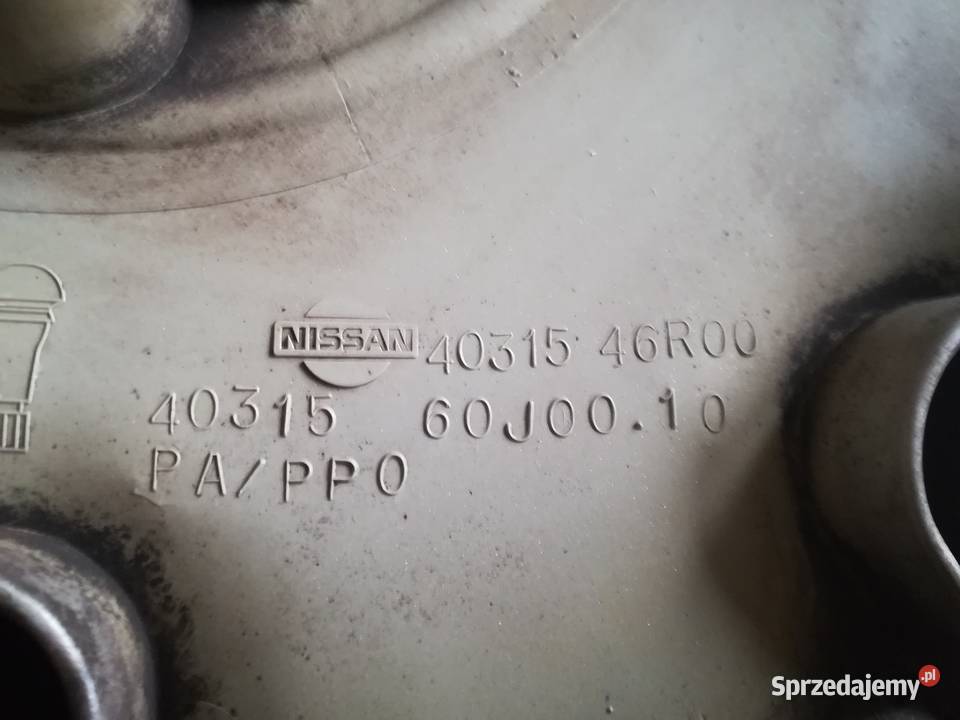 NISSAN 40315 46R00
40315 60J00.10
PA/PPO
Sprzedajemy.pl